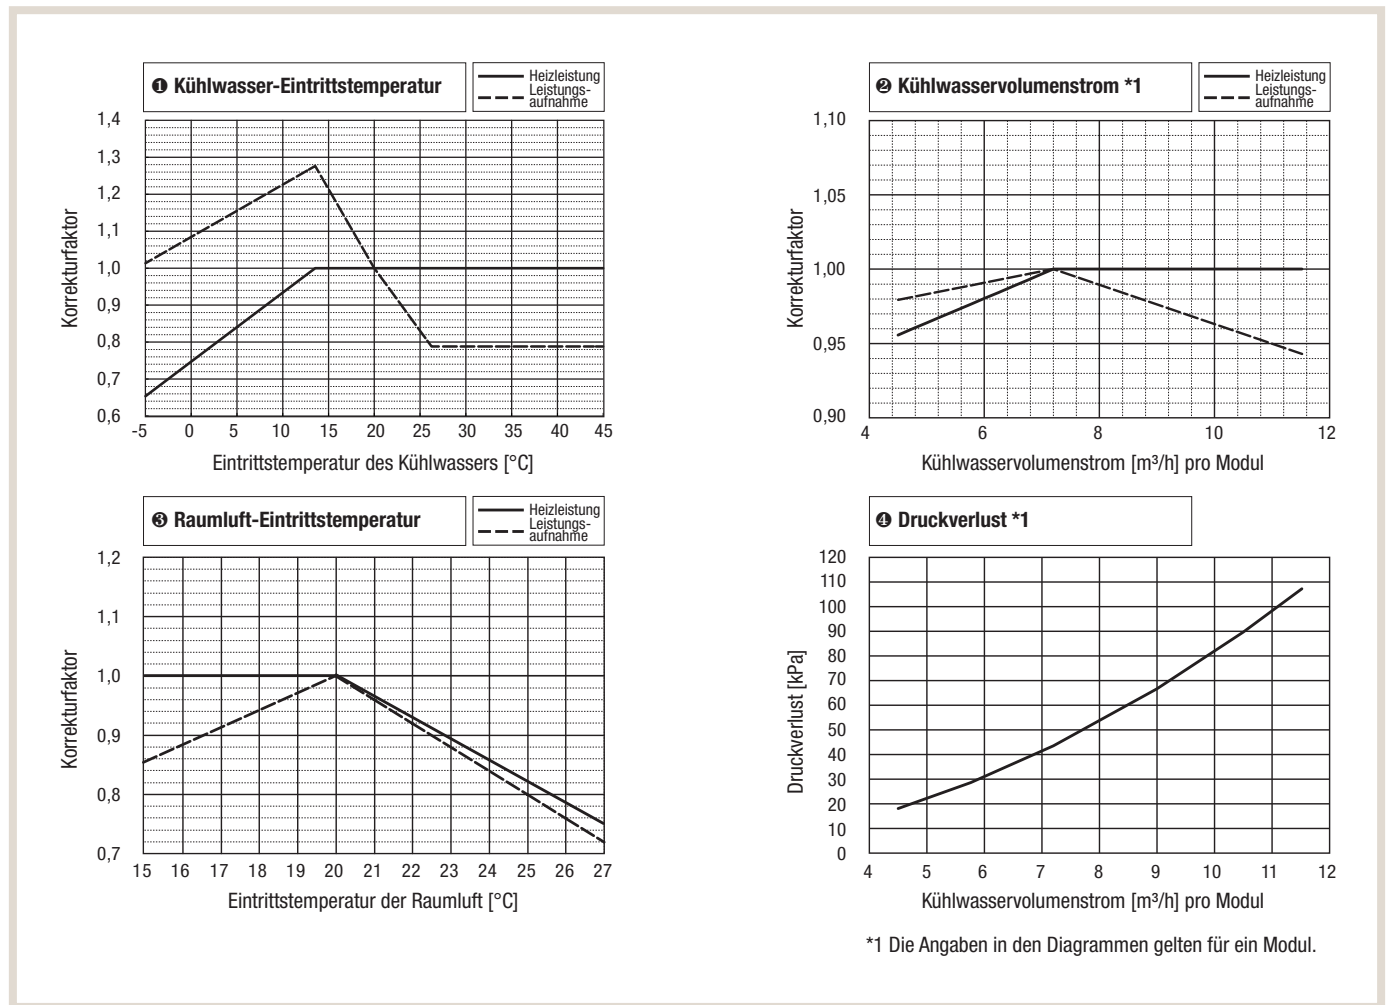 ❶ Kühlwasser-Eintrittstemperatur
Heizleistung
Leistungs-
aufnahme
1,4
1,3
1,2
1,1
1,0
0,9
0,8
0,7
0,6
Korrekturfaktor
-5 0 5 10 15 20 25 30 35 40 45
Eintrittstemperatur des Kühlwassers [°C]
❷ Kühlwasservolumenstrom *1
Heizleistung
Leistungs-
aufnahme
1,10
1,05
1,00
0,95
0,90
Korrekturfaktor
4 6 8 10 12
Kühlwasservolumenstrom [m³/h] pro Modul
❸ Raumluft-Eintrittstemperatur
Heizleistung
Leistungs-
aufnahme
1,2
1,1
1,0
0,9
0,8
0,7
Korrekturfaktor
15 16 17 18 19 20 21 22 23 24 25 26 27
Eintrittstemperatur der Raumluft [°C]
❹ Druckverlust *1
120
110
100
90
80
70
60
50
40
30
20
10
0
Druckverlust [kPa]
4 5 6 7 8 9 10 11 12
Kühlwasservolumenstrom [m³/h] pro Modul
*1 Die Angaben in den Diagrammen gelten für ein Modul.